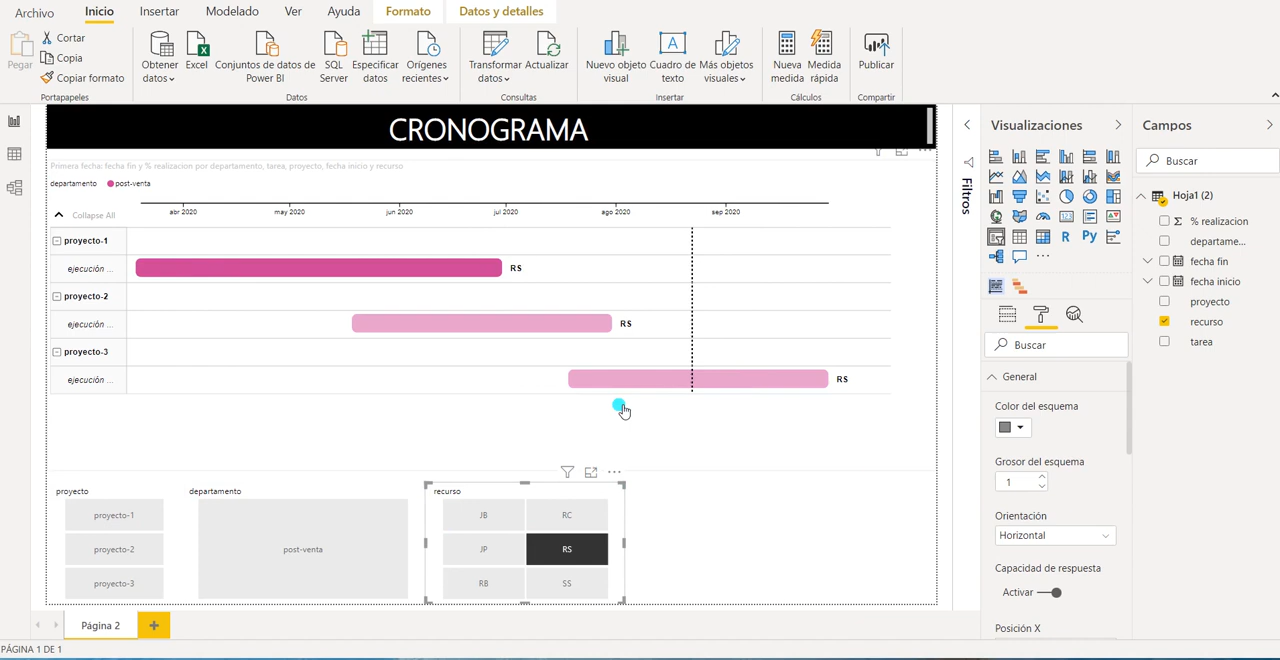 Archivo Inicio Insertar Modelado Ver Ayuda Formato Datos y detalles
Pegar
Cortar
Copia
Copiar formato
Portapapeles
Obtener datos
Excel
Conjuntos de datos de Power BI
SQL Server
Especificar datos
Orígenes recientes
Datos
Transformar datos
Actualizar
Consultas
Nuevo objeto visual
Cuadro de texto
Más objetos visuales
Insertar
Nueva medida
Medida rápida
Cálculos
Publicar
Compartir
CRONOGRAMA
Primera fecha: fecha fin y % realizacion por departamento, tarea, proyecto, fecha inicio y recurso
departamento post-venta
Collapse All
abr 2020 may 2020 jun 2020 jul 2020 ago 2020 sep 2020
proyecto-1
ejecución ... RS
proyecto-2
ejecución ... RS
proyecto-3
ejecución ... RS
proyecto
proyecto-1
proyecto-2
proyecto-3
departamento
post-venta
recurso
JB RC
JP RS
RB SS
Filtros
Visualizaciones
R Py
Buscar
General
Color del esquema
Grosor del esquema
1
Orientación
Horizontal
Capacidad de respuesta
Activar
Posición X
Campos
Buscar
Hoja1 (2)
Σ % realizacion
departame...
fecha fin
fecha inicio
proyecto
recurso
tarea
Página 2
PÁGINA 1 DE 1